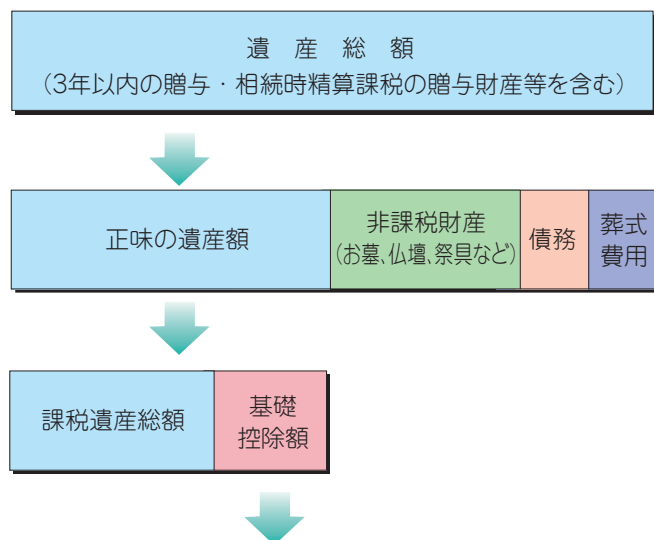 遺 産 総 額
(3年以内の贈与・相続時精算課税の贈与財産等を含む)
正味の遺産額
非課税財産
(お墓、仏壇、祭具など)
債務
葬式
費用
課税遺産総額
基礎
控除額